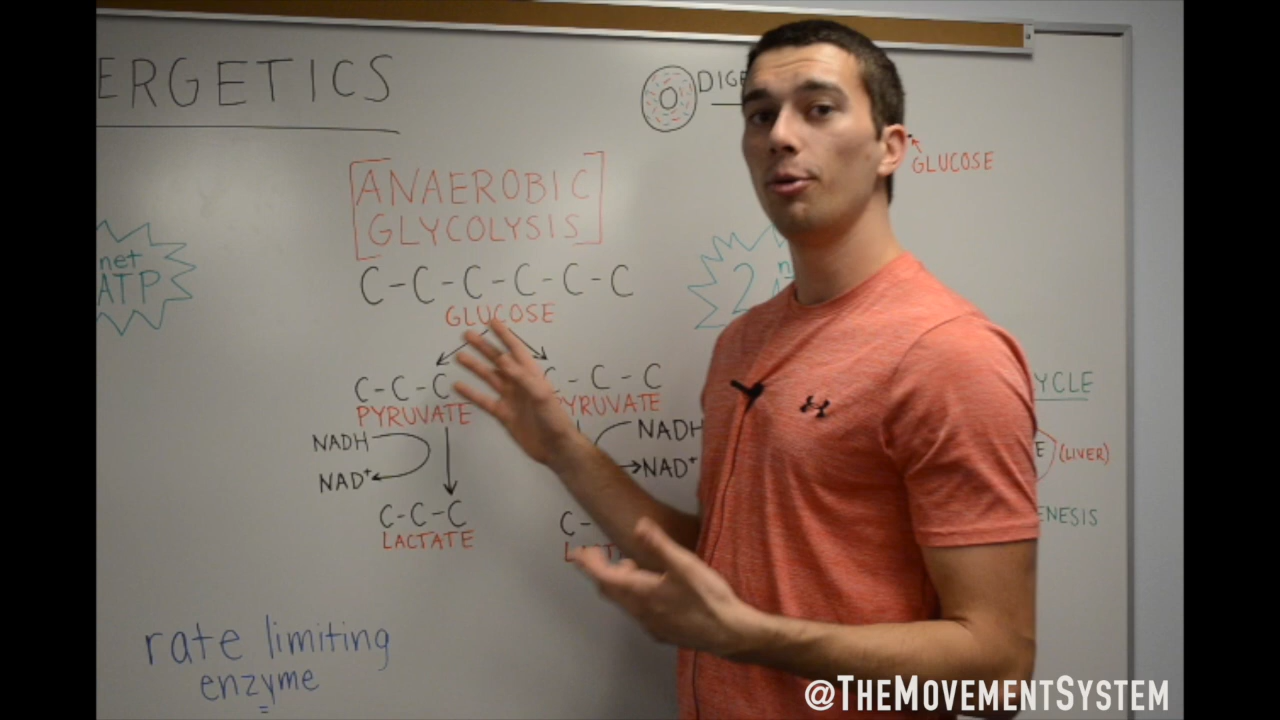 ERGETICS
ANAEROBIC
GLYCOLYSIS
C-C-C-C-C-C
GLUCOSE
C-C-C
PYRUVATE
NADH
NAD+
C-C-C
LACTATE
C-C-C
PYRUVATE
NADH
NAD+
C-
net
ATP
2
DIGE
GLUCOSE
YCLE
E
(LIVER)
ENESIS
rate limiting
enzyme
@THEMOVEMENTSYSTEM